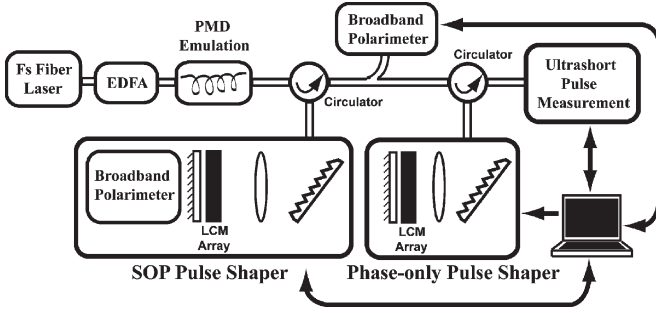 Fs Fiber
Laser
EDFA
PMD
Emulation
Circulator
Broadband
Polarimeter
Circulator
Ultrashort
Pulse
Measurement
Broadband
Polarimeter
LCM
Array
SOP Pulse Shaper
LCM
Array
Phase-only Pulse Shaper